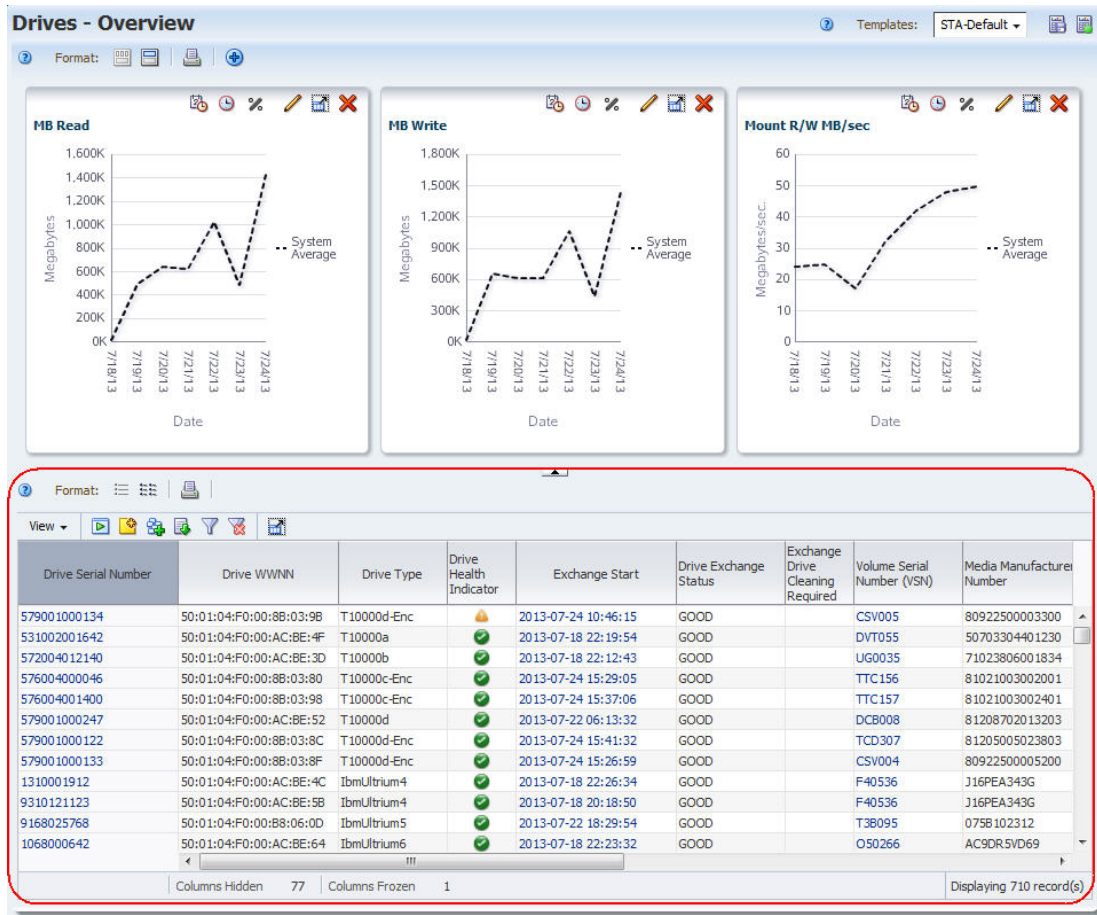 Drives - Overview
Templates: STA-Default
Format:
MB Read
1,600K
1,400K
1,200K
1,000K
800K
600K
400K
200K
0K
Megabytes
7/18/13
7/19/13
7/20/13
7/21/13
7/22/13
7/23/13
7/24/13
Date
System
Average
MB Write
1,800K
1,500K
1,200K
900K
600K
300K
0K
Megabytes
7/18/13
7/19/13
7/20/13
7/21/13
7/22/13
7/23/13
7/24/13
Date
System
Average
Mount R/W MB/sec
60
50
40
30
20
10
0
Megabytes/sec.
7/18/13
7/19/13
7/20/13
7/21/13
7/22/13
7/23/13
7/24/13
Date
System
Average
Format:
View
Drive Serial Number Drive WWNN Drive Type Drive Health Indicator Exchange Start Drive Exchange Status Exchange Drive Cleaning Required Volume Serial Number (VSN) Media Manufacturer Number
579001000134 50:01:04:F0:00:8B:03:9B T10000d-Enc 2013-07-24 10:46:15 GOOD CSV005 80922500003300
531002001642 50:01:04:F0:00:AC:BE:4F T10000a 2013-07-18 22:19:54 GOOD DVT055 50703304401230
572004012140 50:01:04:F0:00:AC:BE:3D T10000b 2013-07-18 22:12:43 GOOD UG0035 71023806001834
576004000046 50:01:04:F0:00:8B:03:80 T10000c-Enc 2013-07-24 15:29:05 GOOD TTC156 81021003002001
576004001400 50:01:04:F0:00:8B:03:98 T10000c-Enc 2013-07-24 15:37:06 GOOD TTC157 81021003002401
579001000247 50:01:04:F0:00:AC:BE:52 T10000d 2013-07-22 06:13:32 GOOD DCB008 81208702013203
579001000122 50:01:04:F0:00:8B:03:8C T10000d-Enc 2013-07-24 15:41:32 GOOD TCD307 81205005023803
579001000133 50:01:04:F0:00:8B:03:8F T10000d-Enc 2013-07-24 15:26:59 GOOD CSV004 80922500005200
1310001912 50:01:04:F0:00:AC:BE:4C IbmUltrium4 2013-07-18 22:26:34 GOOD F40536 J16PEA343G
9310121123 50:01:04:F0:00:AC:BE:5B IbmUltrium4 2013-07-18 20:18:50 GOOD F40536 J16PEA343G
9168025768 50:01:04:F0:00:B8:06:0D IbmUltrium5 2013-07-22 18:29:54 GOOD T3B095 075B102312
1068000642 50:01:04:F0:00:AC:BE:64 IbmUltrium6 2013-07-18 22:23:32 GOOD O50266 AC9DR5VD69
Columns Hidden 77 Columns Frozen 1 Displaying 710 record(s)